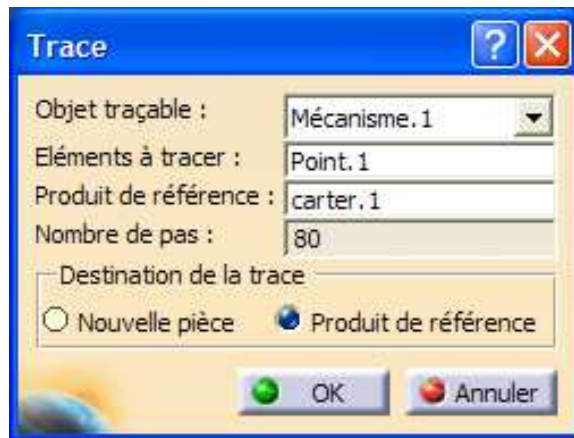 Trace
Objet traçable : Mécanisme.1
Eléments à tracer : Point.1
Produit de référence : carter.1
Nombre de pas : 80
Destination de la trace
Nouvelle pièce Produit de référence
OK Annuler